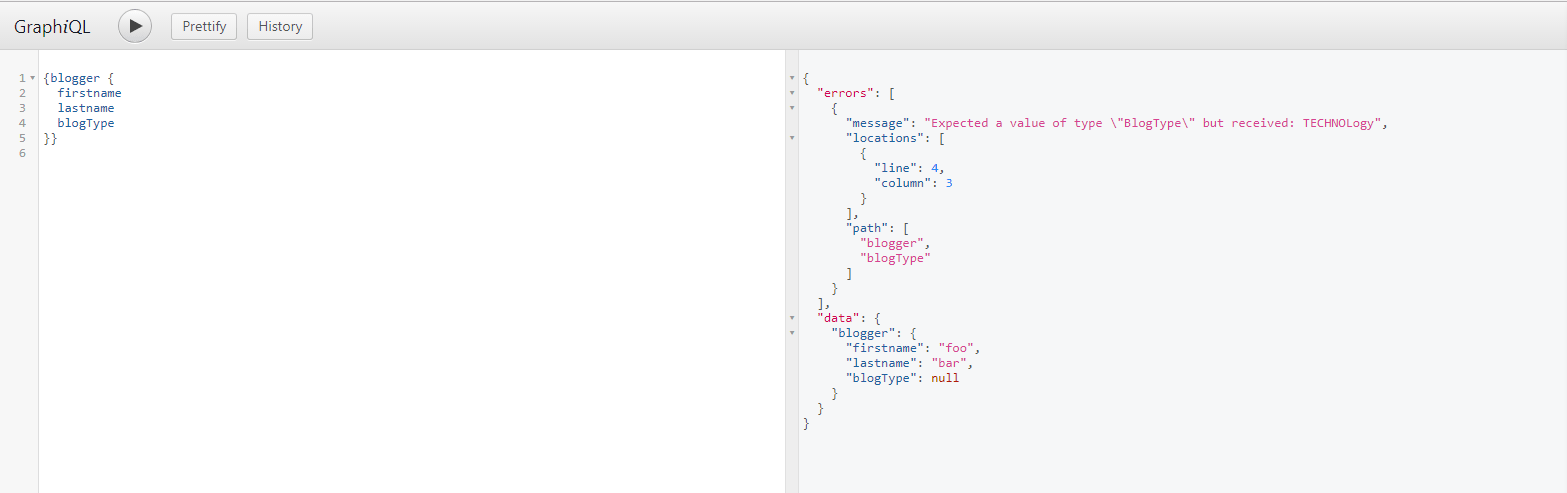 GraphiQL Prettify History
1 {blogger {
2 firstname
3 lastname
4 blogType
5 }}
6
{
"errors": [
{
"message": "Expected a value of type \"BlogType\" but received: TECHNOLogy",
"locations": [
{
"line": 4,
"column": 3
}
],
"path": [
"blogger",
"blogType"
]
}
],
"data": {
"blogger": {
"firstname": "foo",
"lastname": "bar",
"blogType": null
}
}
}